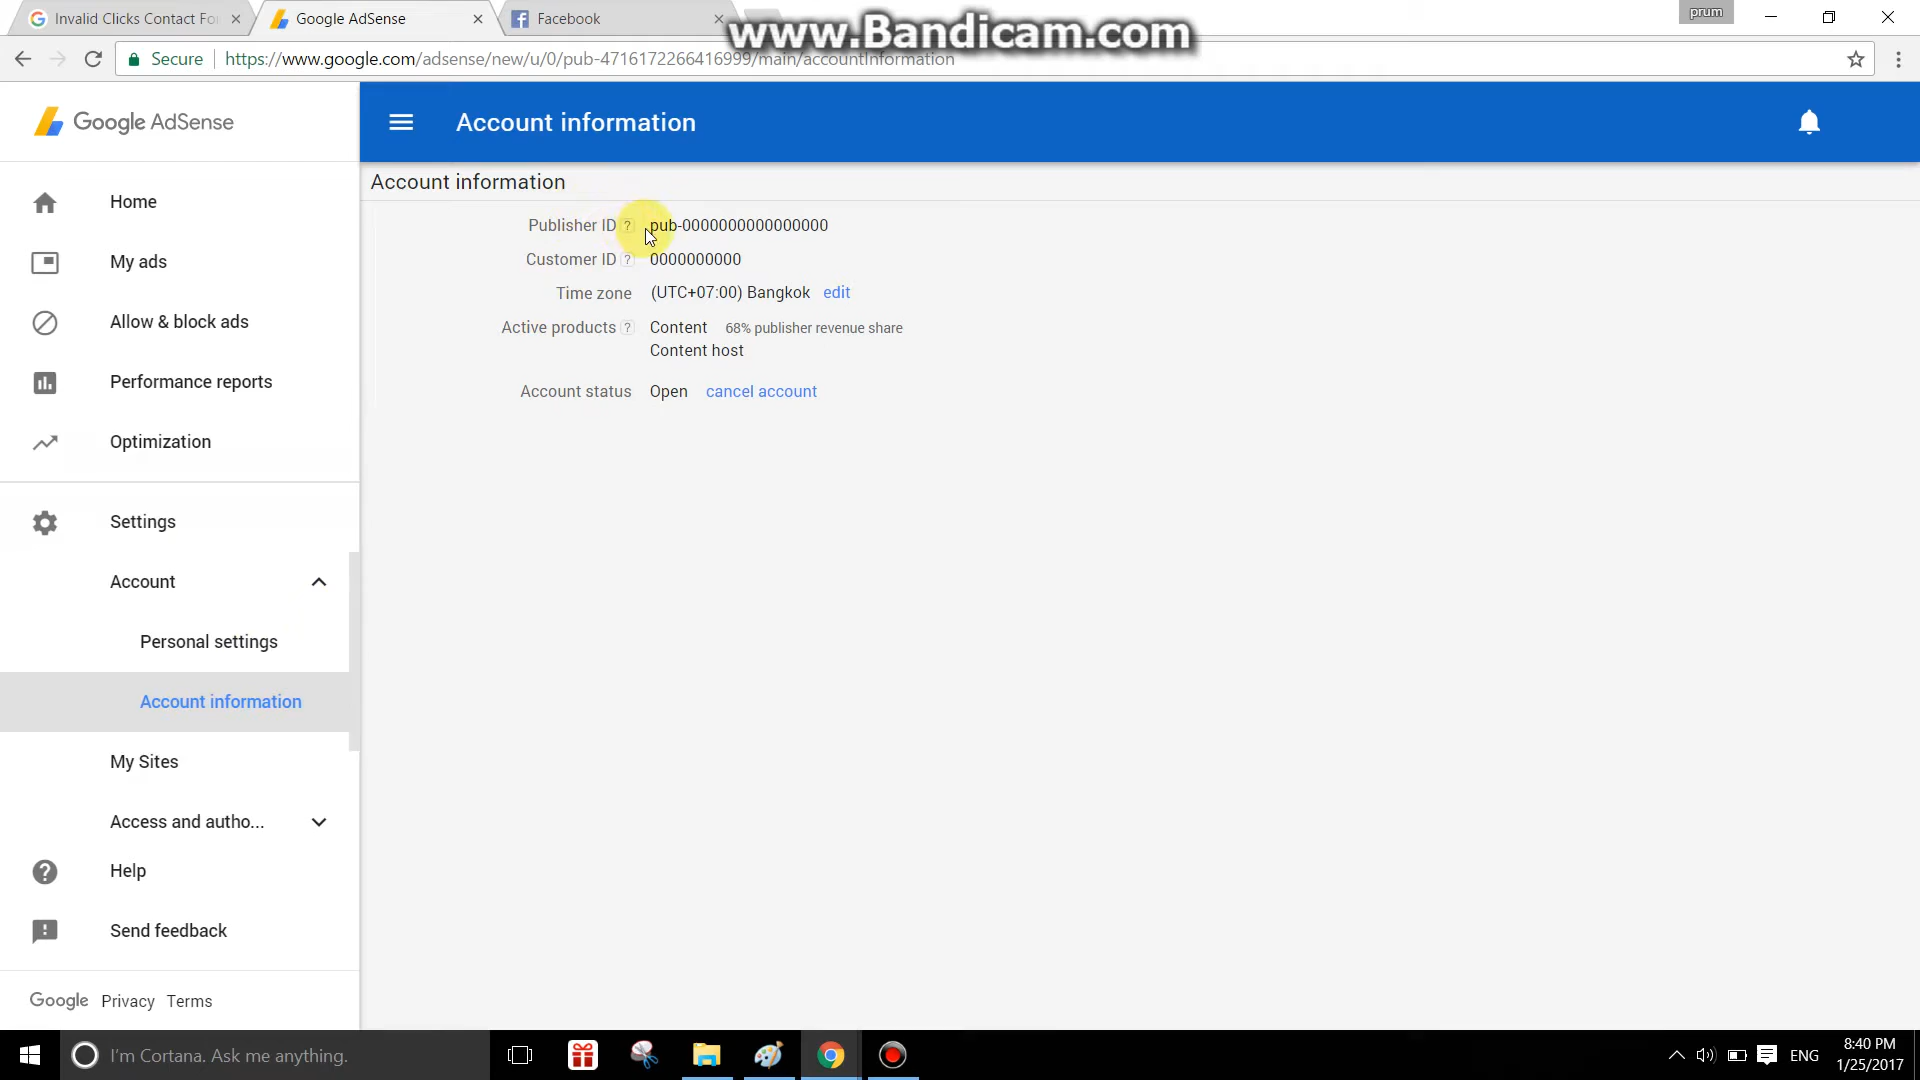 Invalid Clicks Contact Fo
Google AdSense
Facebook
prum
www.Bandicam.com
Secure
https://www.google.com/adsense/new/u/0/pub-4716172266416999/main/accountInformation
Google AdSense
Account information
Account information
Home
My ads
Allow & block ads
Performance reports
Optimization
Settings
Account
Personal settings
Account information
My Sites
Access and autho...
Help
Send feedback
Google Privacy Terms
Publisher ID ? pub-0000000000000000
Customer ID ? 0000000000
Time zone (UTC+07:00) Bangkok edit
Active products ? Content 68% publisher revenue share
Content host
Account status Open cancel account
I'm Cortana. Ask me anything.
ENG
8:40 PM
1/25/2017